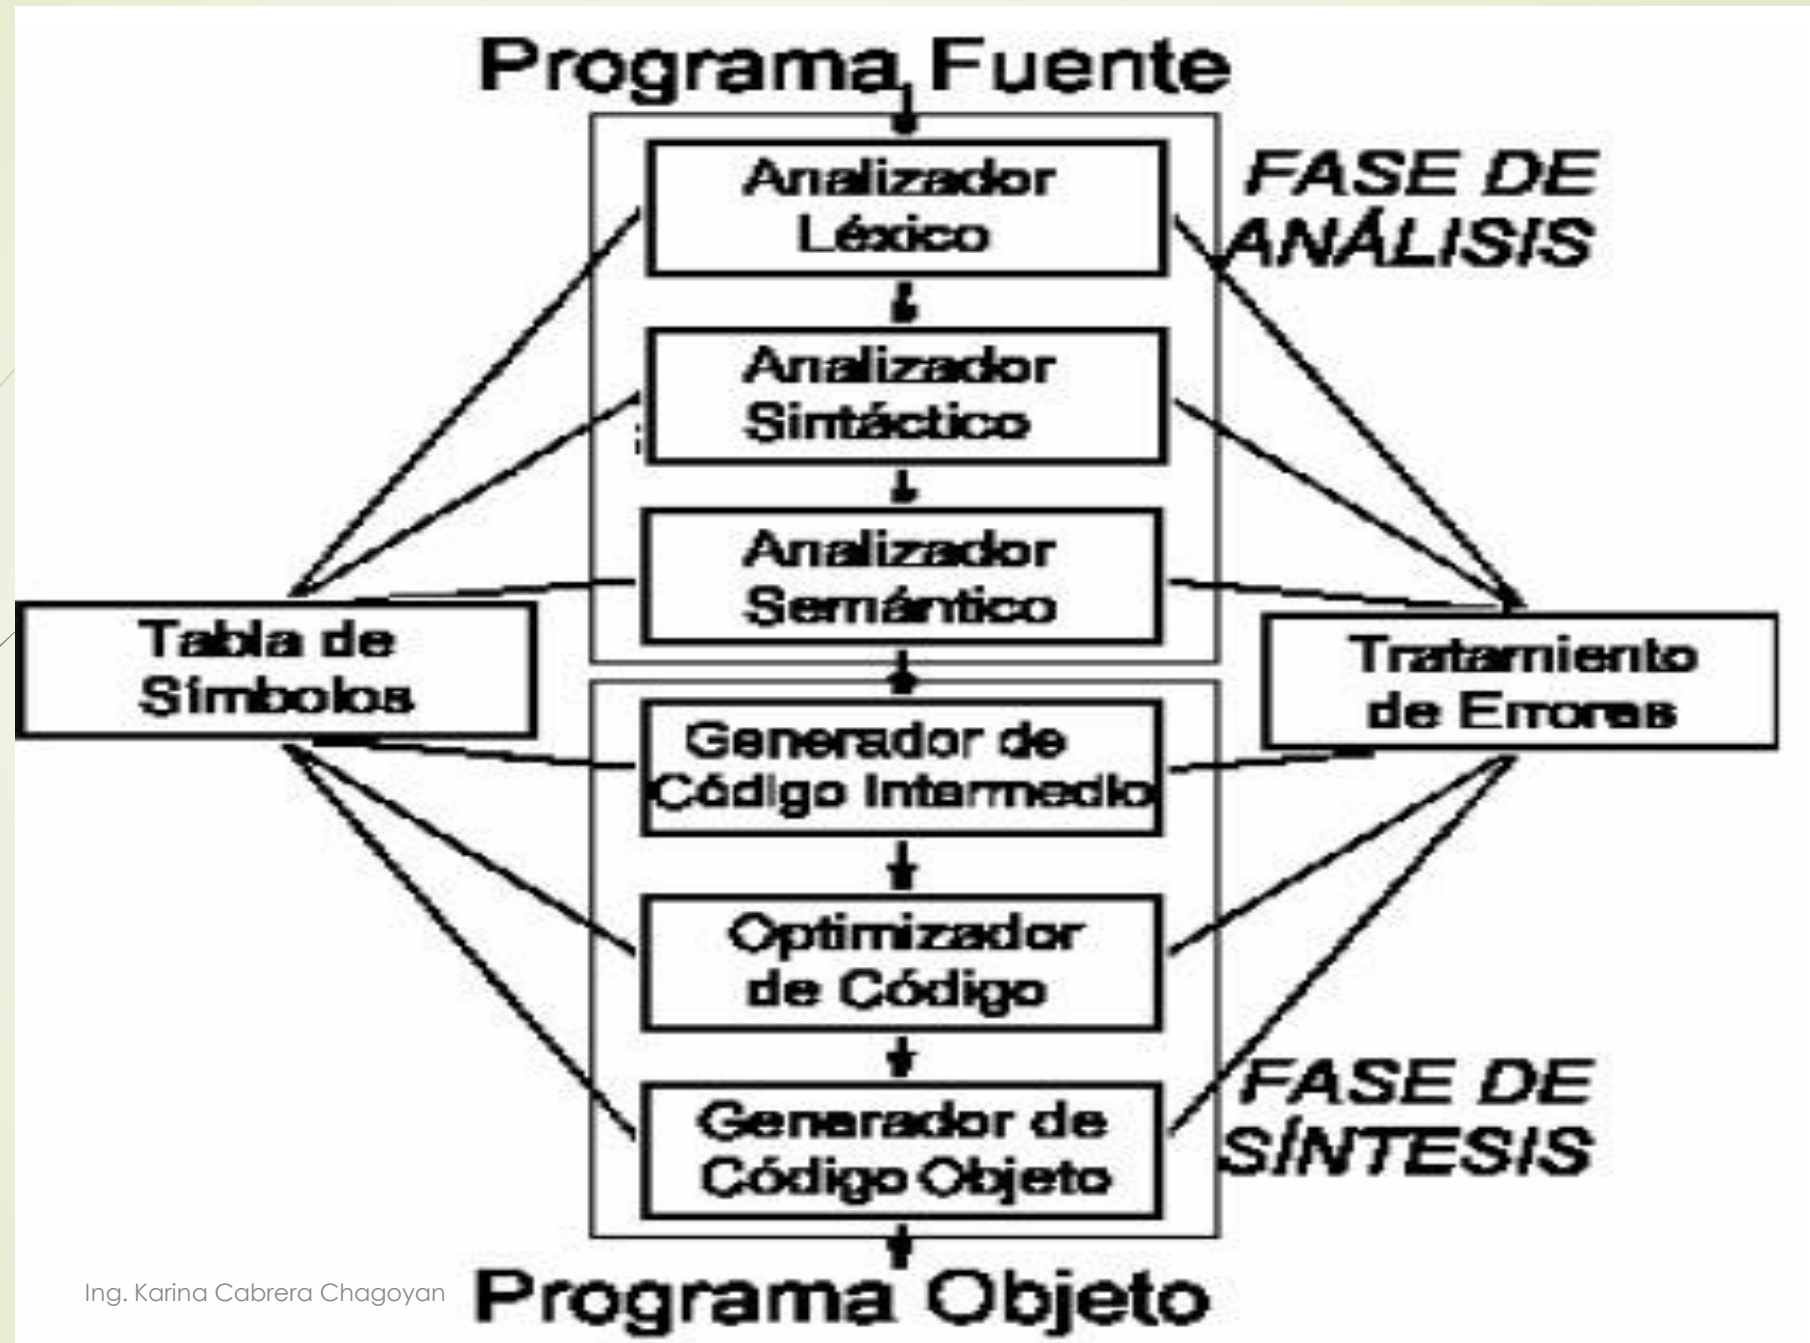 Programa Fuente
Analizador
Léxico
FASE DE
ANÁLISIS
Analizador
Sintáctico
Analizador
Semántico
Tabla de
Símbolos
Tratamiento
de Errores
Generador de
Código Intermedio
Optimizador
de Código
Generador de
Código Objeto
FASE DE
SÍNTESIS
Programa Objeto
Ing. Karina Cabrera Chagoyan